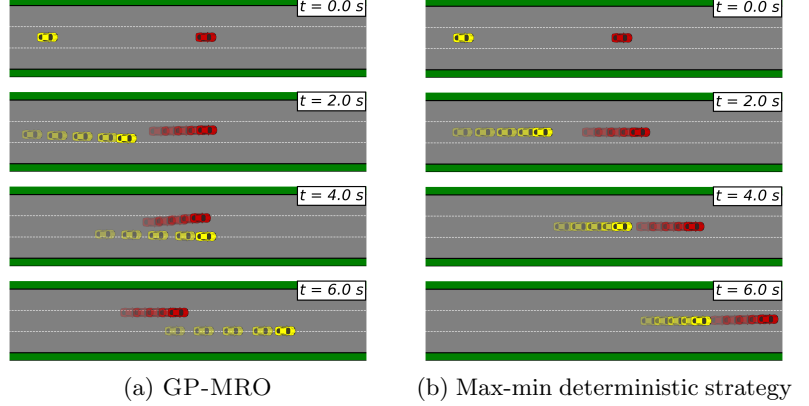 t = 0.0 s
t = 2.0 s
t = 4.0 s
t = 6.0 s
(a) GP-MRO
t = 0.0 s
t = 2.0 s
t = 4.0 s
t = 6.0 s
(b) Max-min deterministic strategy